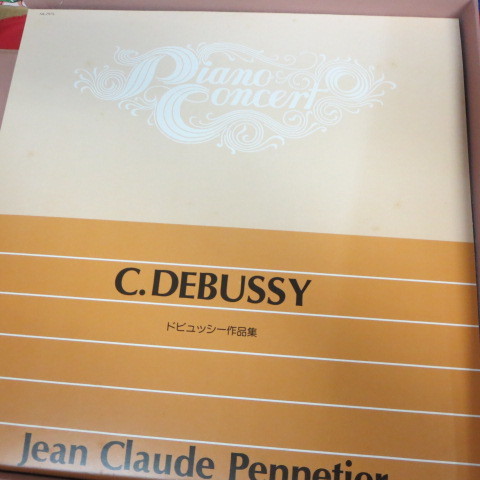 Piano
Concert
C.DEBUSSY
ドビュッシー作品集
Jean Claude Pennetier